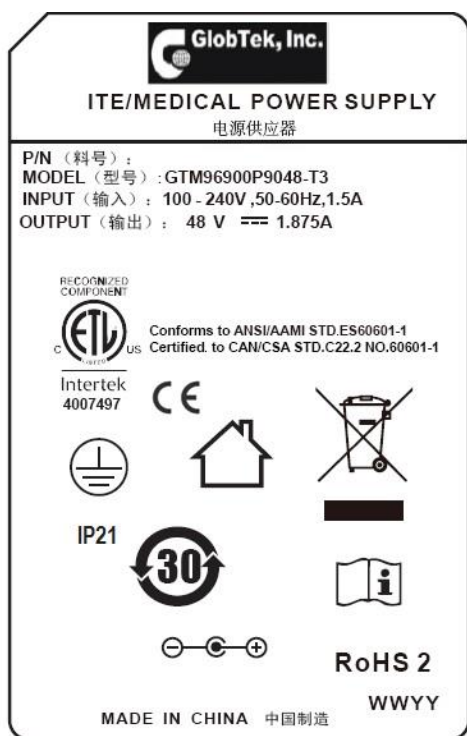 GlobTek, Inc.
ITE/MEDICAL POWER SUPPLY
电源供应器
P/N（料号）：
MODEL（型号）:GTM96900P9048-T3
INPUT（输入）：100 - 240V ,50-60Hz,1.5A
OUTPUT（输出）： 48 V 1.875A
RECOGNIZED
COMPONENT
ETL
LISTED
C US
Conforms to ANSI/AAMI STD.ES60601-1
Certified. to CAN/CSA STD.C22.2 NO.60601-1
Intertek
4007497
CE
IP21
30
i
RoHS 2
WWYY
MADE IN CHINA 中国制造